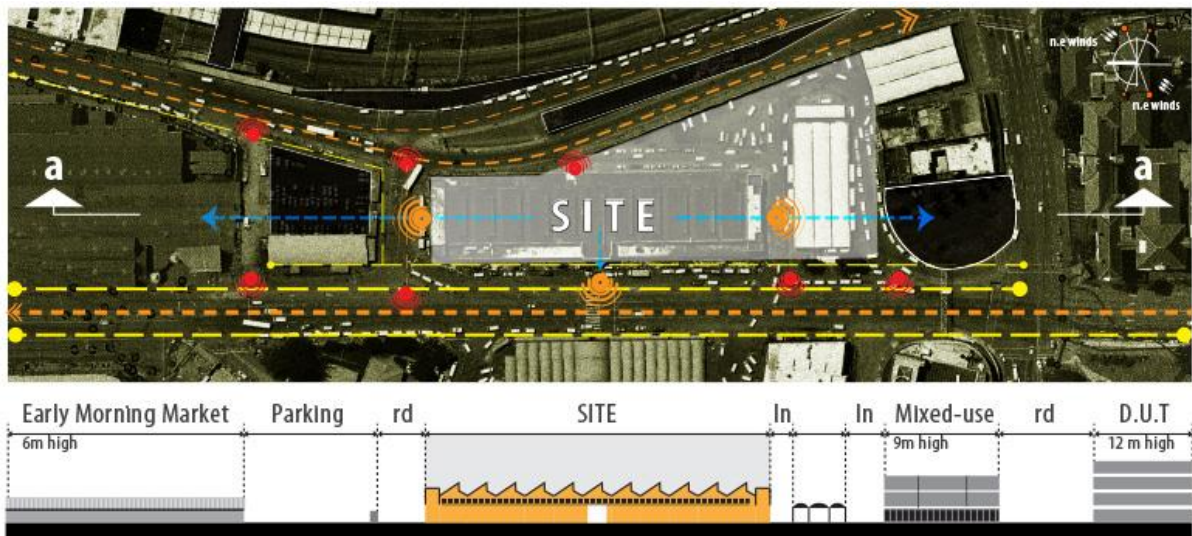 n.e winds
n.e winds
a
a
SITE
Early Morning Market
Parking
rd
SITE
ln
ln
Mixed-use
rd
D.U.T
6m high
9m high
12 m high